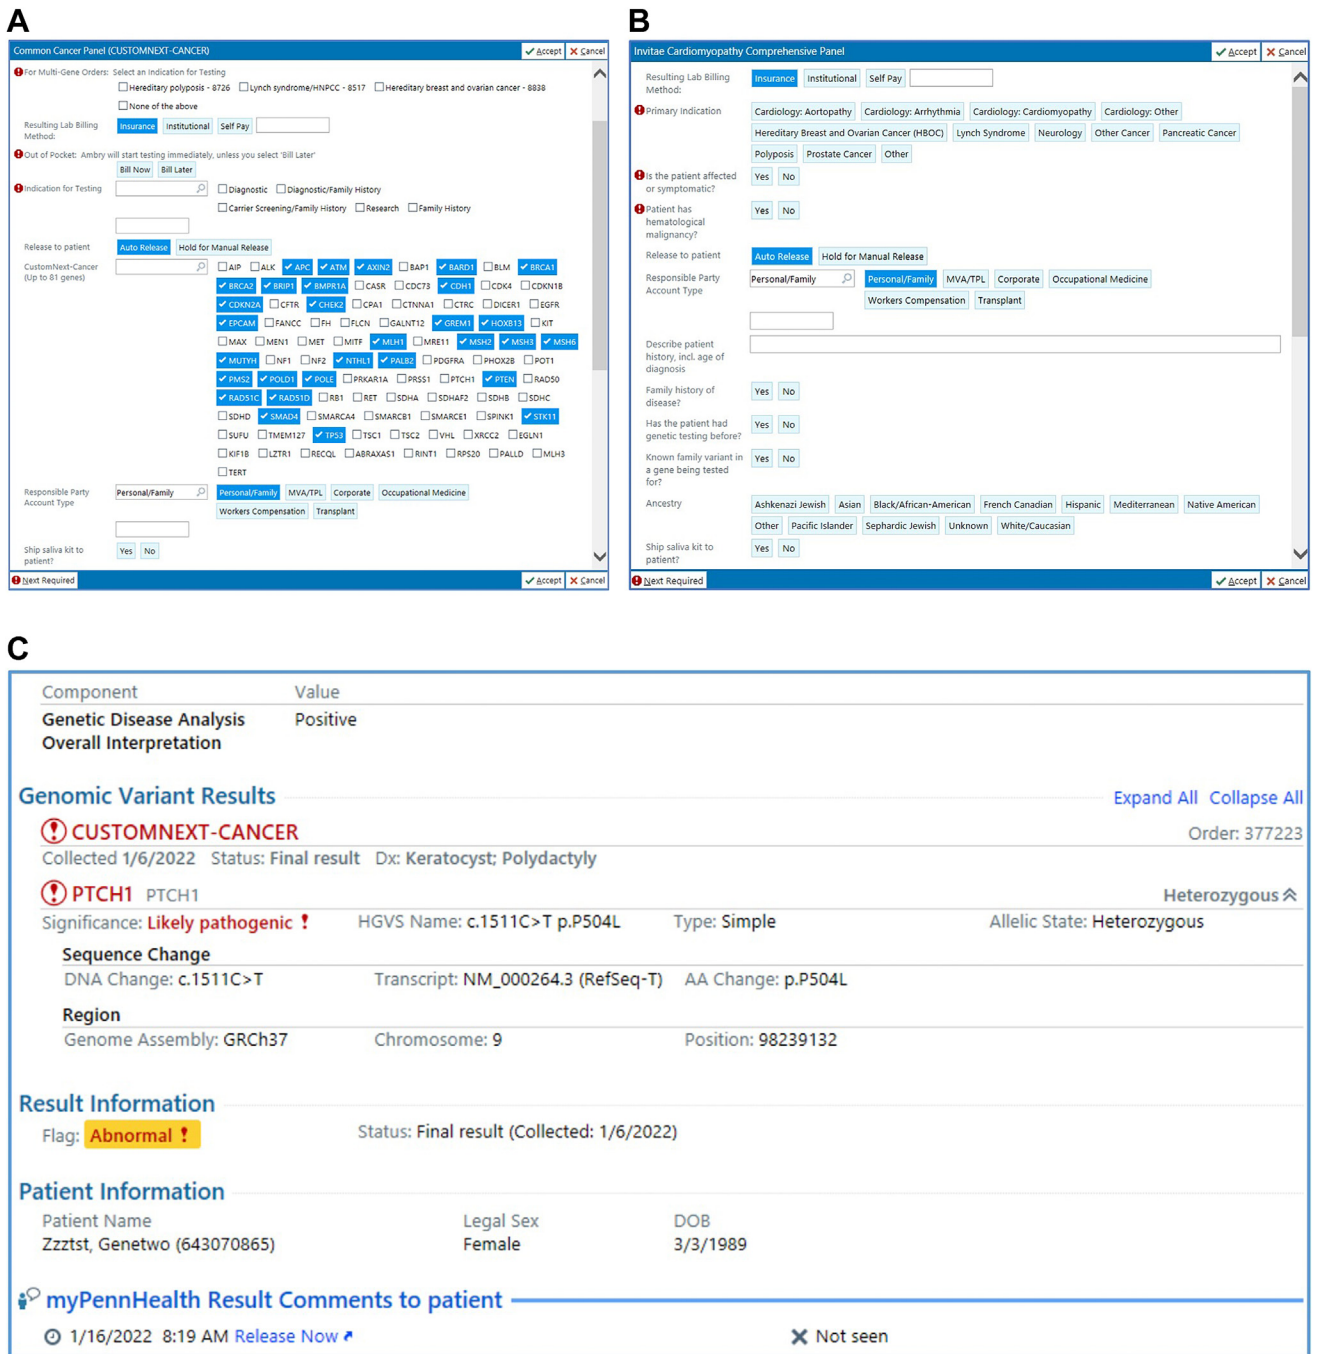 A
Common Cancer Panel (CUSTOMNEXT-CANCER) Accept Cancel
For Multi-Gene Orders: Select an Indication for Testing
Hereditary polyposis - 8726 Lynch syndrome/HNPCC - 8517 Hereditary breast and ovarian cancer - 8838
None of the above
Resulting Lab Billing Method: Insurance Institutional Self Pay
Out of Pocket: Ambry will start testing immediately, unless you select 'Bill Later'
Bill Now Bill Later
Indication for Testing Diagnostic Diagnostic/Family History
Carrier Screening/Family History Research Family History
Release to patient Auto Release Hold for Manual Release
CustomNext-Cancer (Up to 81 genes) AIP ALK APC ATM AXIN2 BAP1 BARD1 BLM BRCA1
BRCA2 BRIP1 BMPR1A CASR CDC73 CDH1 CDK4 CDKN1B
CDKN2A CFTR CHEK2 CPA1 CTNNA1 CTRC DICER1 EGFR
EPCAM FANCC FH FLCN GALNT12 GREM1 HOXB13 KIT
MAX MEN1 MET MITF MLH1 MRE11 MSH2 MSH3 MSH6
MUTYH NF1 NF2 NTHL1 PALB2 PDGFRA PHOX2B POT1
PMS2 POLD1 POLE PRKAR1A PRSS1 PTCH1 PTEN RAD50
RAD51C RAD51D RB1 RET SDHA SDHAF2 SDHB SDHC
SDHD SMAD4 SMARCA4 SMARCB1 SMARCE1 SPINK1 STK11
SUFU TMEM127 TP53 TSC1 TSC2 VHL XRCC2 EGLN1
KIF1B LZTR1 RECQL ABRAXAS1 RINT1 RPS20 PALLD MLH3
TERT
Responsible Party Account Type Personal/Family Personal/Family MVA/TPL Corporate Occupational Medicine
Workers Compensation Transplant
Ship saliva kit to patient? Yes No
Next Required Accept Cancel
B
Invitae Cardiomyopathy Comprehensive Panel Accept Cancel
Resulting Lab Billing Method: Insurance Institutional Self Pay
Primary Indication Cardiology: Aortopathy Cardiology: Arrhythmia Cardiology: Cardiomyopathy Cardiology: Other
Hereditary Breast and Ovarian Cancer (HBOC) Lynch Syndrome Neurology Other Cancer Pancreatic Cancer
Polyposis Prostate Cancer Other
Is the patient affected or symptomatic? Yes No
Patient has hematological malignancy? Yes No
Release to patient Auto Release Hold for Manual Release
Responsible Party Account Type Personal/Family Personal/Family MVA/TPL Corporate Occupational Medicine
Workers Compensation Transplant
Describe patient history, incl. age of diagnosis
Family history of disease? Yes No
Has the patient had genetic testing before? Yes No
Known family variant in a gene being tested for? Yes No
Ancestry Ashkenazi Jewish Asian Black/African-American French Canadian Hispanic Mediterranean Native American
Other Pacific Islander Sephardic Jewish Unknown White/Caucasian
Ship saliva kit to patient? Yes No
Next Required Accept Cancel
C
Component Value
Genetic Disease Analysis Positive
Overall Interpretation
Genomic Variant Results Expand All Collapse All
CUSTOMNEXT-CANCER Order: 377223
Collected 1/6/2022 Status: Final result Dx: Keratocyst; Polydactyly
PTCH1 PTCH1 Heterozygous
Significance: Likely pathogenic ! HGVS Name: c.1511C>T p.P504L Type: Simple Allelic State: Heterozygous
Sequence Change
DNA Change: c.1511C>T Transcript: NM_000264.3 (RefSeq-T) AA Change: p.P504L
Region
Genome Assembly: GRCh37 Chromosome: 9 Position: 98239132
Result Information
Flag: Abnormal ! Status: Final result (Collected: 1/6/2022)
Patient Information
Patient Name Legal Sex DOB
Zzztst, Genetwo (643070865) Female 3/3/1989
myPennHealth Result Comments to patient
1/16/2022 8:19 AM Release Now Not seen